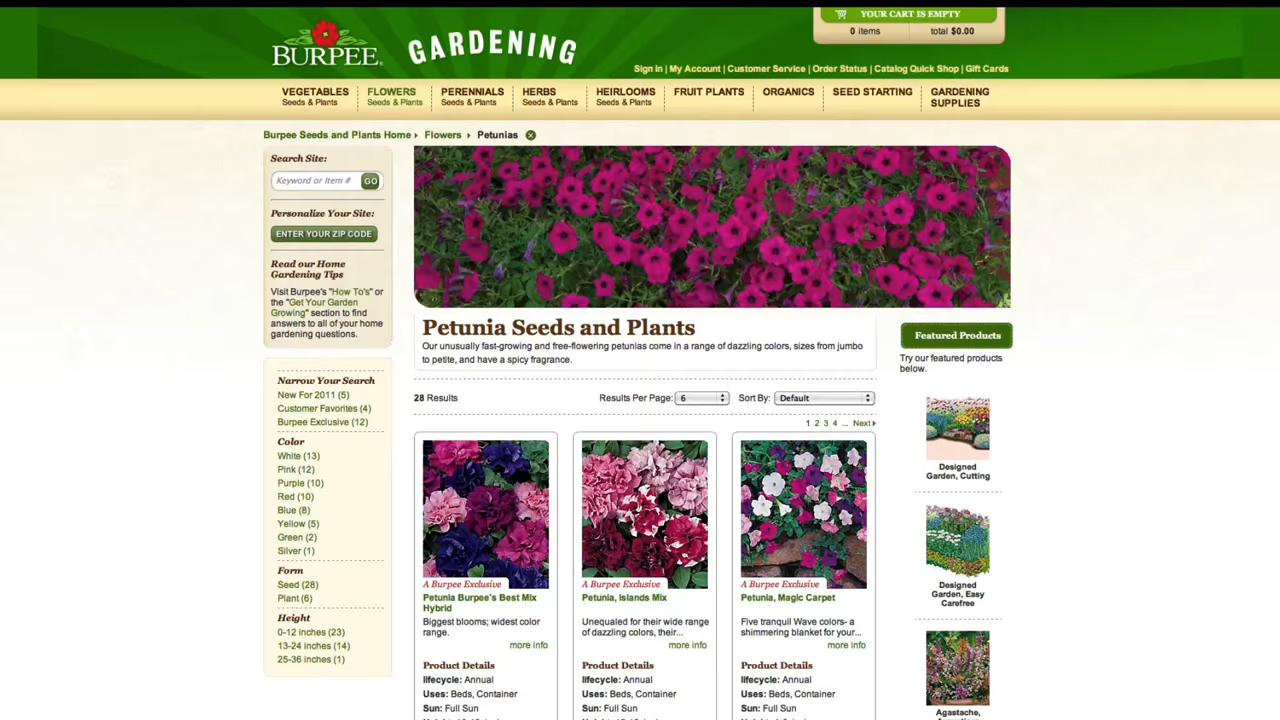 YOUR CART IS EMPTY
0 items total $0.00
BURPEE®
GARDENING
Sign In | My Account | Customer Service | Order Status | Catalog Quick Shop | Gift Cards
VEGETABLES
Seeds & Plants
FLOWERS
Seeds & Plants
PERENNIALS
Seeds & Plants
HERBS
Seeds & Plants
HEIRLOOMS
Seeds & Plants
FRUIT PLANTS
ORGANICS
SEED STARTING
GARDENING
SUPPLIES
Burpee Seeds and Plants Home Flowers Petunias
Search Site:
Keyword or Item # GO
Personalize Your Site:
ENTER YOUR ZIP CODE
Read our Home
Gardening Tips
Visit Burpee's "How To's" or
the "Get Your Garden
Growing" section to find
answers to all of your home
gardening questions.
Narrow Your Search
New For 2011 (5)
Customer Favorites (4)
Burpee Exclusive (12)
Color
White (13)
Pink (12)
Purple (10)
Red (10)
Blue (8)
Yellow (5)
Green (2)
Silver (1)
Form
Seed (28)
Plant (6)
Height
0-12 inches (23)
13-24 inches (14)
25-36 inches (1)
Petunia Seeds and Plants
Our unusually fast-growing and free-flowering petunias come in a range of dazzling colors, sizes from jumbo
to petite, and have a spicy fragrance.
28 Results Results Per Page: 6 Sort By: Default
1 2 3 4 ... Next
A Burpee Exclusive
Petunia Burpee's Best Mix
Hybrid
Biggest blooms; widest color
range.
more info
Product Details
lifecycle: Annual
Uses: Beds, Container
Sun: Full Sun
A Burpee Exclusive
Petunia, Islands Mix
Unequaled for their wide range
of dazzling colors, their...
more info
Product Details
lifecycle: Annual
Uses: Beds, Container
Sun: Full Sun
A Burpee Exclusive
Petunia, Magic Carpet
Five tranquil Wave colors- a
shimmering blanket for your...
more info
Product Details
lifecycle: Annual
Uses: Beds, Container
Sun: Full Sun
Featured Products
Try our featured products
below.
Designed
Garden, Cutting
Designed
Garden, Easy
Carefree
Agastache,